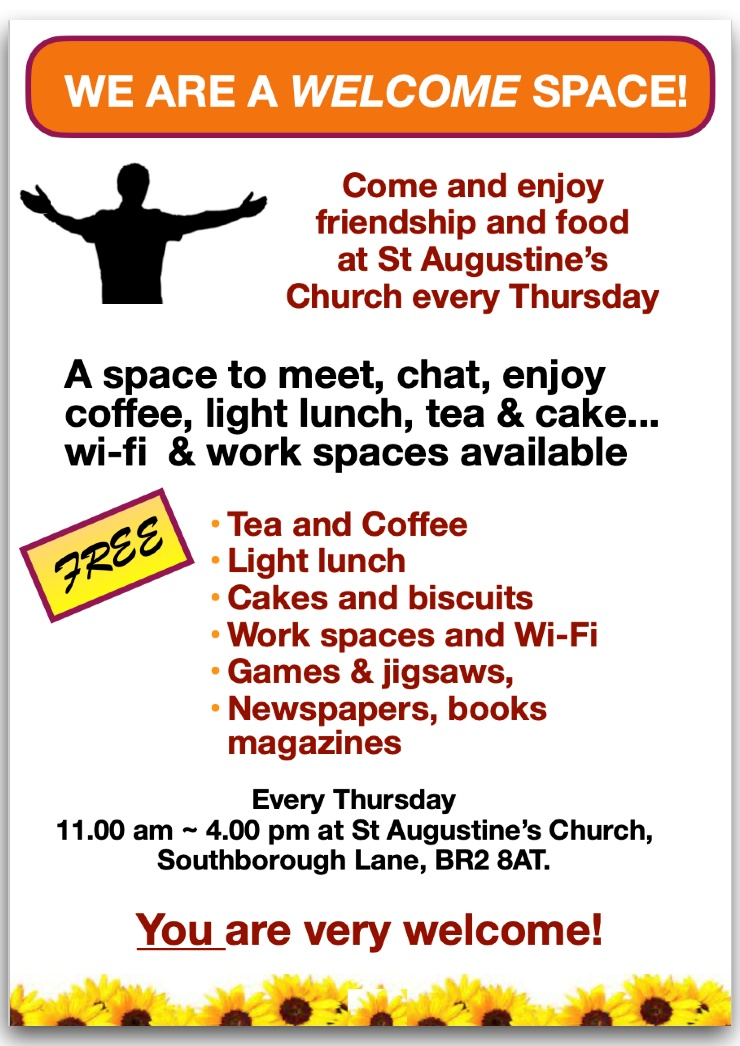 WE ARE A WELCOME SPACE!
Come and enjoy
friendship and food
at St Augustine’s
Church every Thursday
A space to meet, chat, enjoy
coffee, light lunch, tea & cake...
wi-fi  & work spaces available
FREE
• Tea and Coffee
• Light lunch
• Cakes and biscuits
• Work spaces and Wi-Fi
• Games & jigsaws,
• Newspapers, books
magazines
Every Thursday
11.00 am ~ 4.00 pm at St Augustine’s Church,
Southborough Lane, BR2 8AT.
You are very welcome!